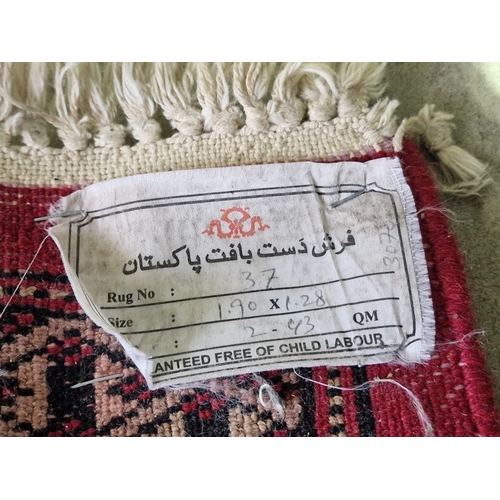 فرش دَست بافت پاکستان
Rug No : 37
Size : 1.90 X 1.28
: 2-43 QM
ANTEED FREE OF CHILD LABOUR